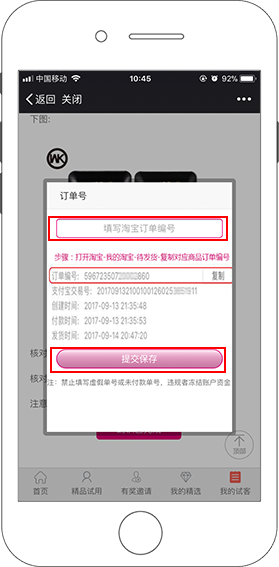 中国移动 10:45 92%
返回 关闭 •••
下图:
WK
订单号
填写淘宝订单编号
步骤：打开淘宝-我的淘宝-待发货-复制对应商品订单编号
订单编号： 596723507 860 复制
支付宝交易号： 2017091321001001260253 911
创建时间： 2017-09-13 21:35:48
付款时间： 2017-09-13 21:35:53
发货时间： 2017-09-14 20:47:20
核对
提交保存
核对
注：禁止填写虚假单号或未付款单号，违规者冻结账户资金
注意
顶部
首页 精品试用 有奖邀请 我的精选 我的试客